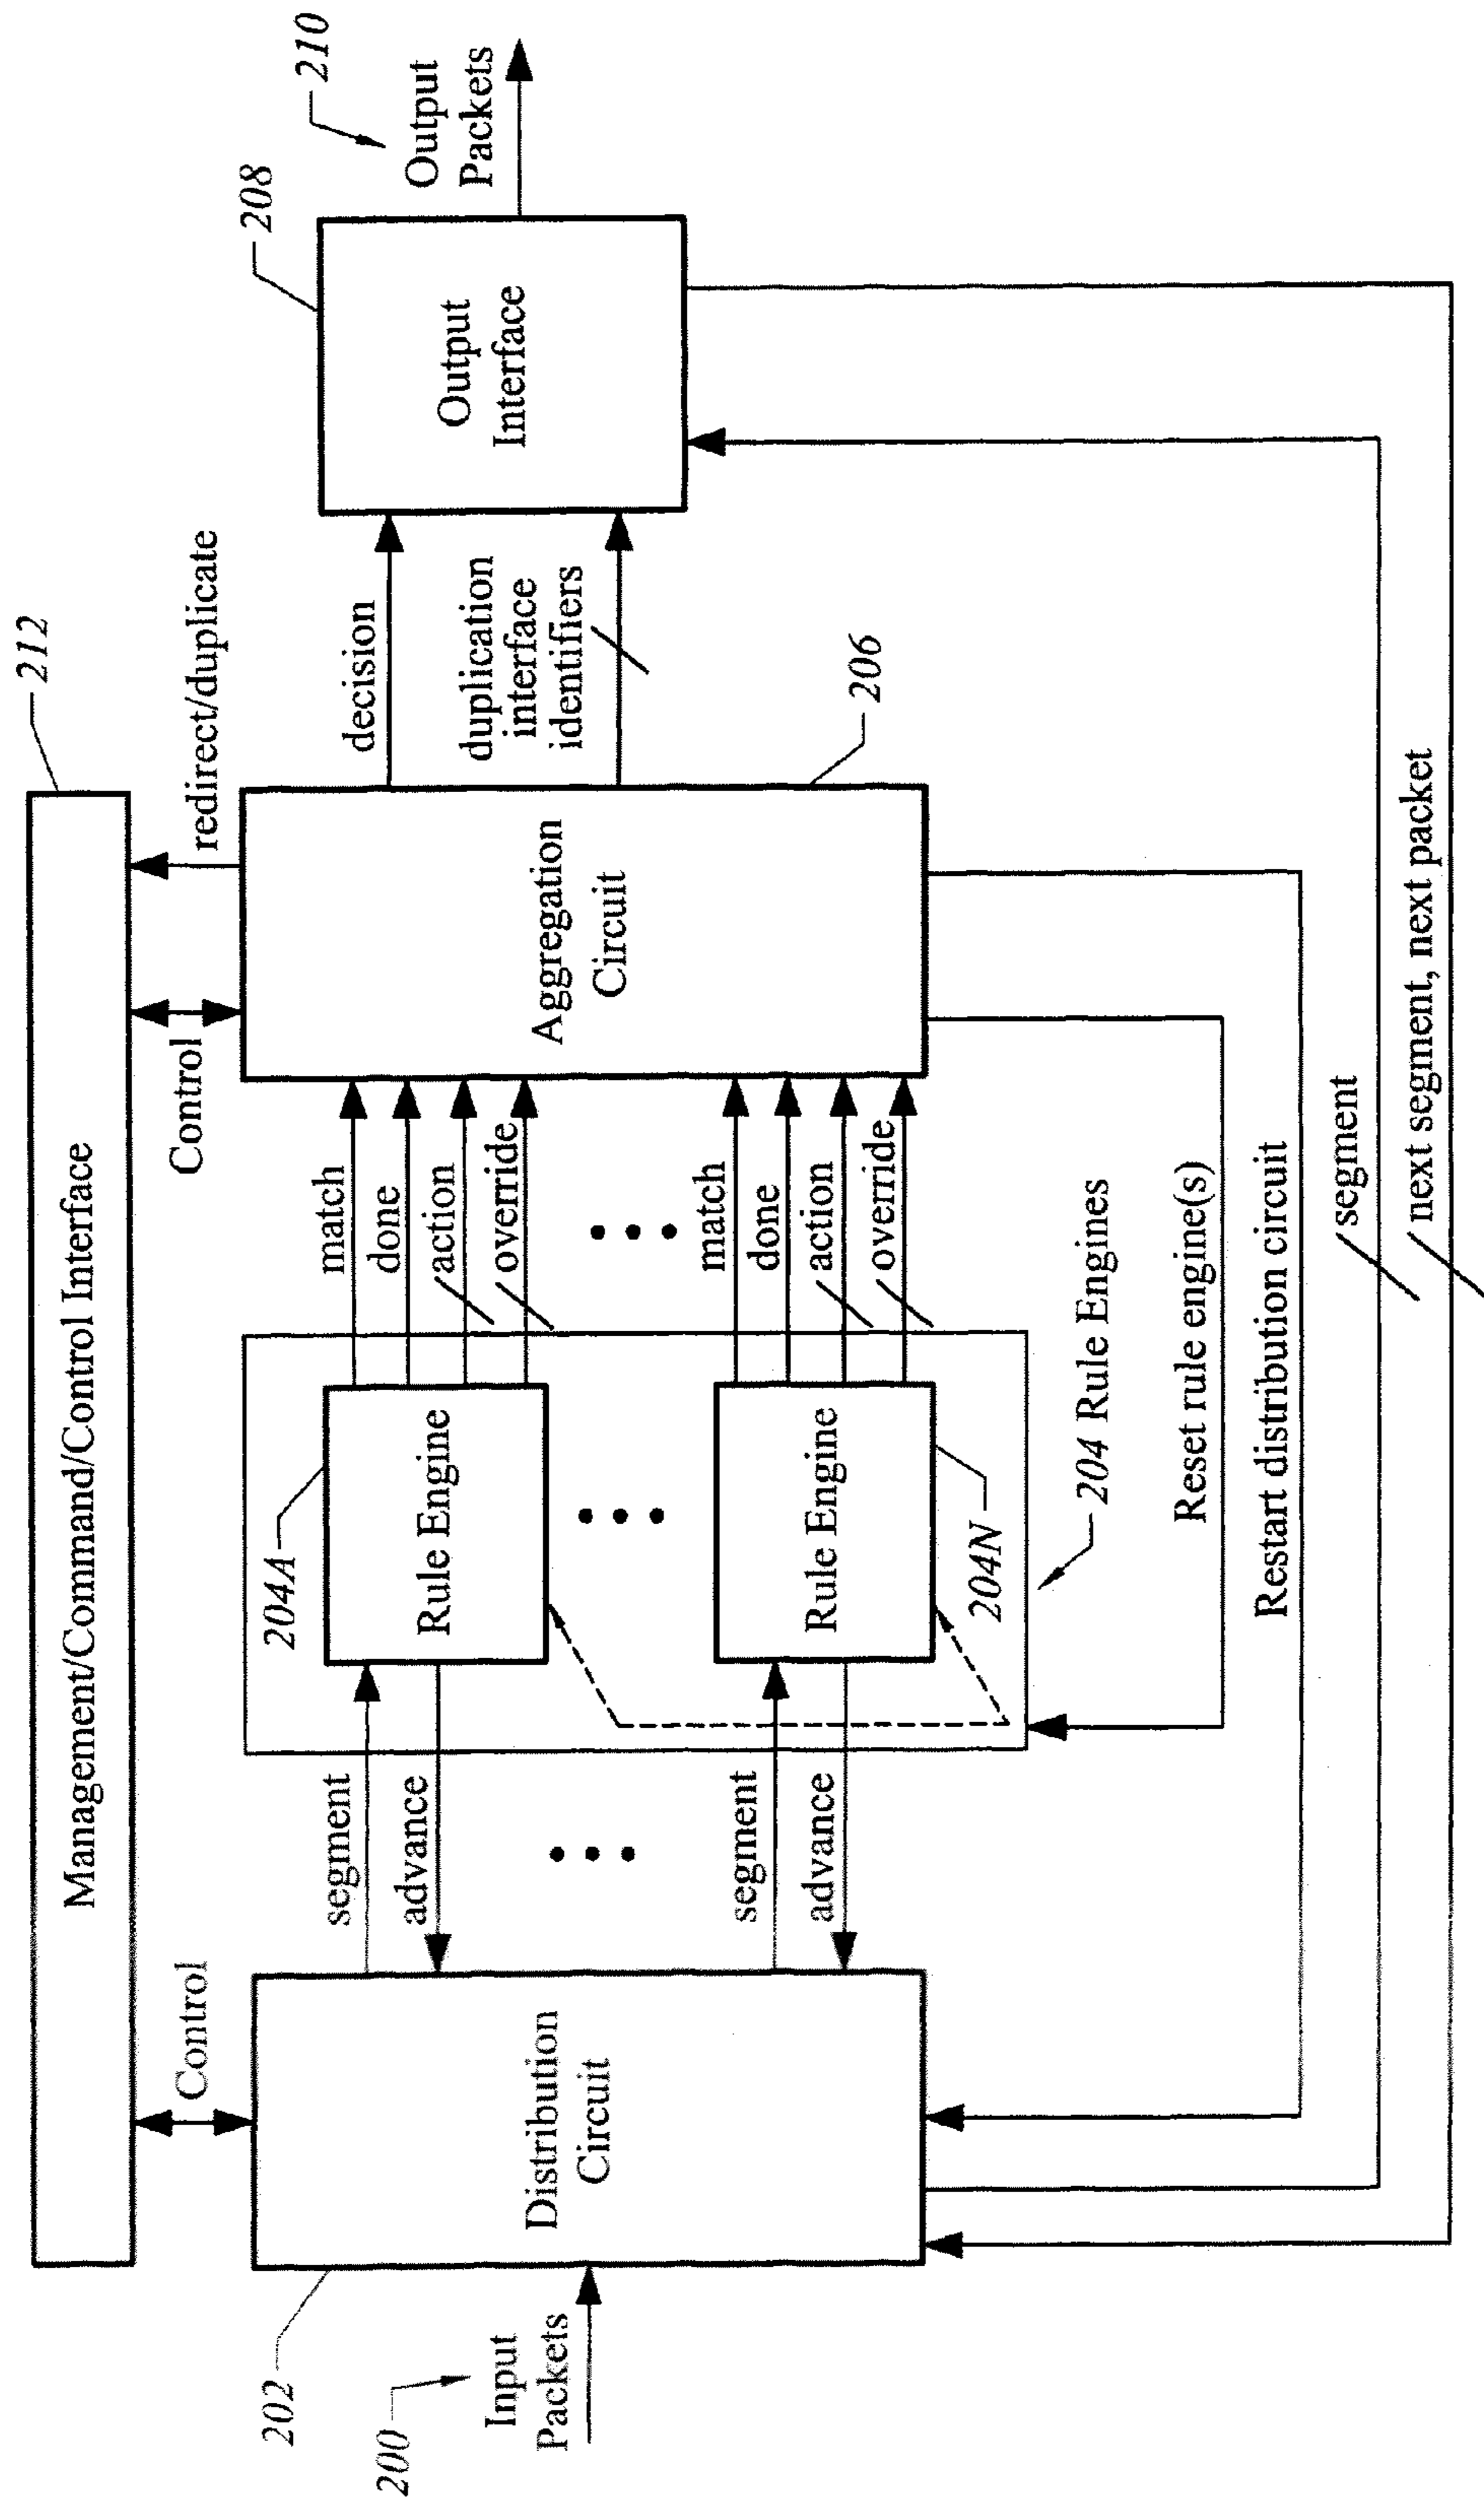 212
Management/Command/Control Interface
Control
Control
redirect/duplicate
200
Input
Packets
202
Distribution
Circuit
segment
advance
segment
advance
204A
Rule Engine
Rule Engine
204N
204 Rule Engines
match
done
action
override
match
done
action
override
Aggregation
Circuit
206
decision
duplication
interface
identifiers
208
Output
Interface
210
Output
Packets
Reset rule engine(s)
Restart distribution circuit
segment
next segment, next packet